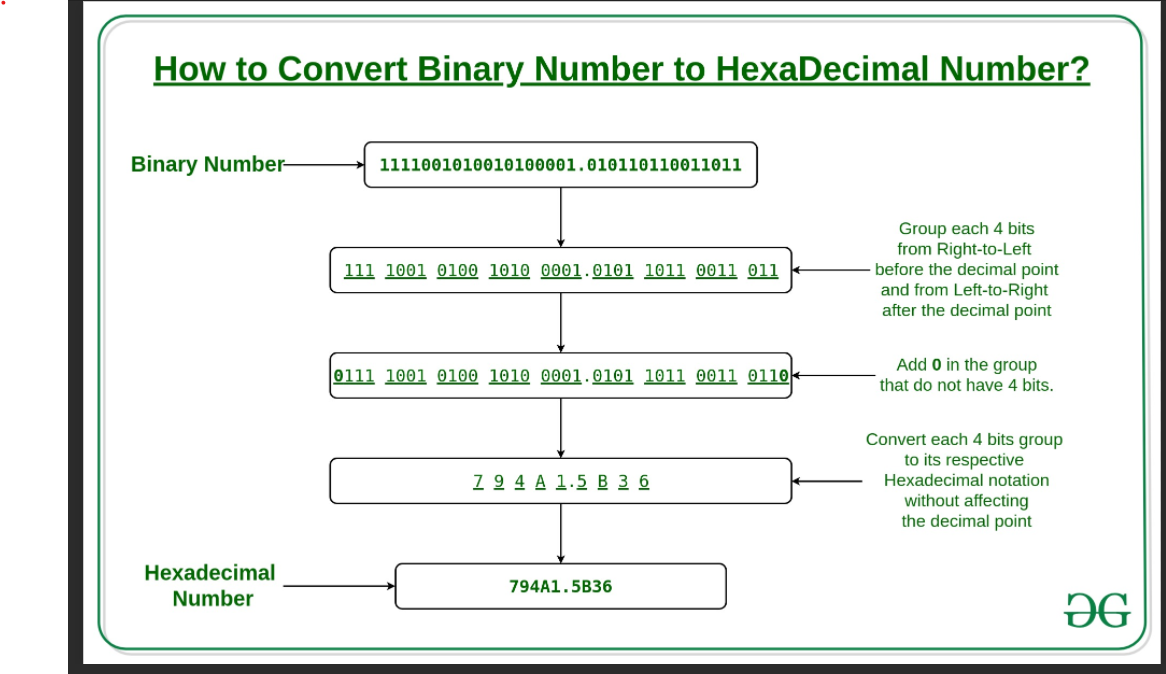 How to Convert Binary Number to HexaDecimal Number?
Binary Number
1111001010010100001.010110110011011
111 1001 0100 1010 0001.0101 1011 0011 011
Group each 4 bits
from Right-to-Left
before the decimal point
and from Left-to-Right
after the decimal point
0111 1001 0100 1010 0001.0101 1011 0011 0110
Add 0 in the group
that do not have 4 bits.
7 9 4 A 1.5 B 3 6
Convert each 4 bits group
to its respective
Hexadecimal notation
without affecting
the decimal point
Hexadecimal
Number
794A1.5B36